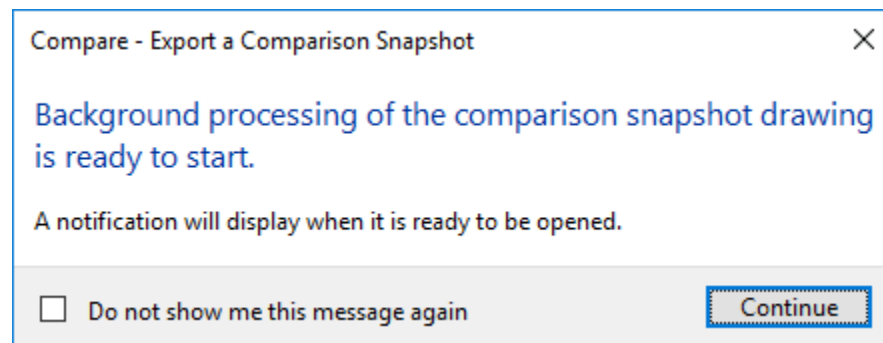 Compare - Export a Comparison Snapshot
Background processing of the comparison snapshot drawing
is ready to start.
A notification will display when it is ready to be opened.
Do not show me this message again
Continue